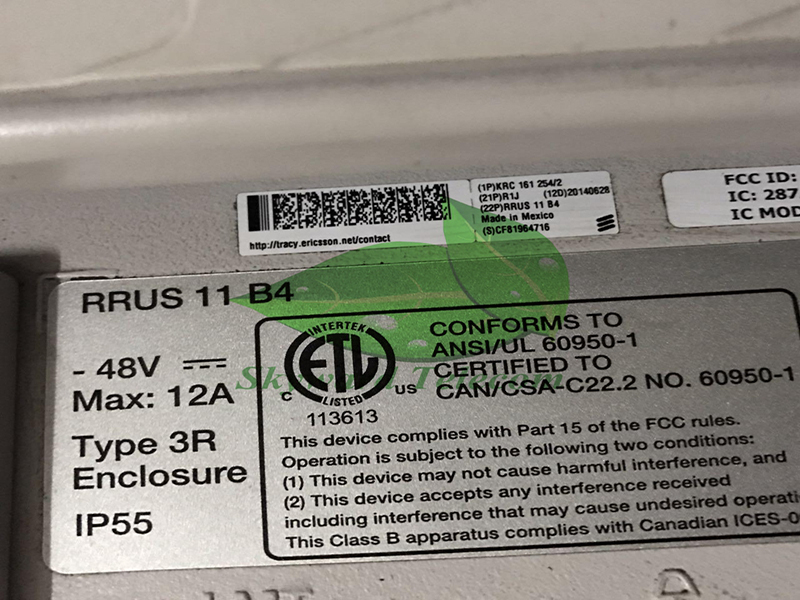 (1P)KRC 161 254/2
(21P)R1J (12D)20140628
(22P)RRUS 11 B4
Made in Mexico
(S)CF81964716
http://tracy.ericsson.net/contact
FCC ID:
IC: 287
IC MOD
RRUS 11 B4
- 48V
Max: 12A
Type 3R
Enclosure
IP55
INTERTEK
ETL
LISTED
C US
113613
CONFORMS TO
ANSI/UL 60950-1
CERTIFIED TO
CAN/CSA-C22.2 NO. 60950-1
This device complies with Part 15 of the FCC rules.
Operation is subject to the following two conditions:
(1) This device may not cause harmful interference, and
(2) This device accepts any interference received
including interference that may cause undesired operati
This Class B apparatus complies with Canadian ICES-0
Telecom